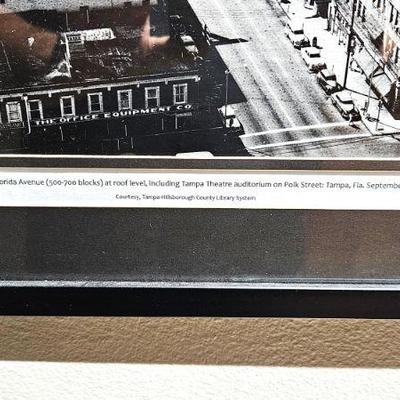 THE OFFICE EQUIPMENT CO.
orida Avenue (500-700 blocks) at roof level, including Tampa Theatre auditorium on Polk Street: Tampa, Fla. Septembe
Courtesy, Tampa-Hillsborough County Library System